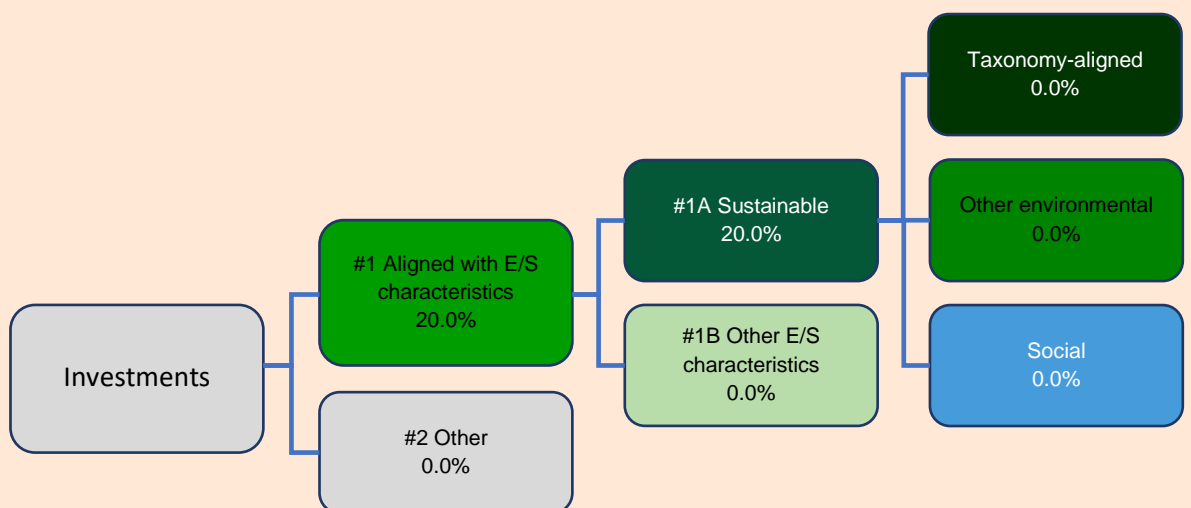 Investments
#1 Aligned with E/S
characteristics
20.0%
#2 Other
0.0%
#1A Sustainable
20.0%
#1B Other E/S
characteristics
0.0%
Taxonomy-aligned
0.0%
Other environmental
0.0%
Social
0.0%